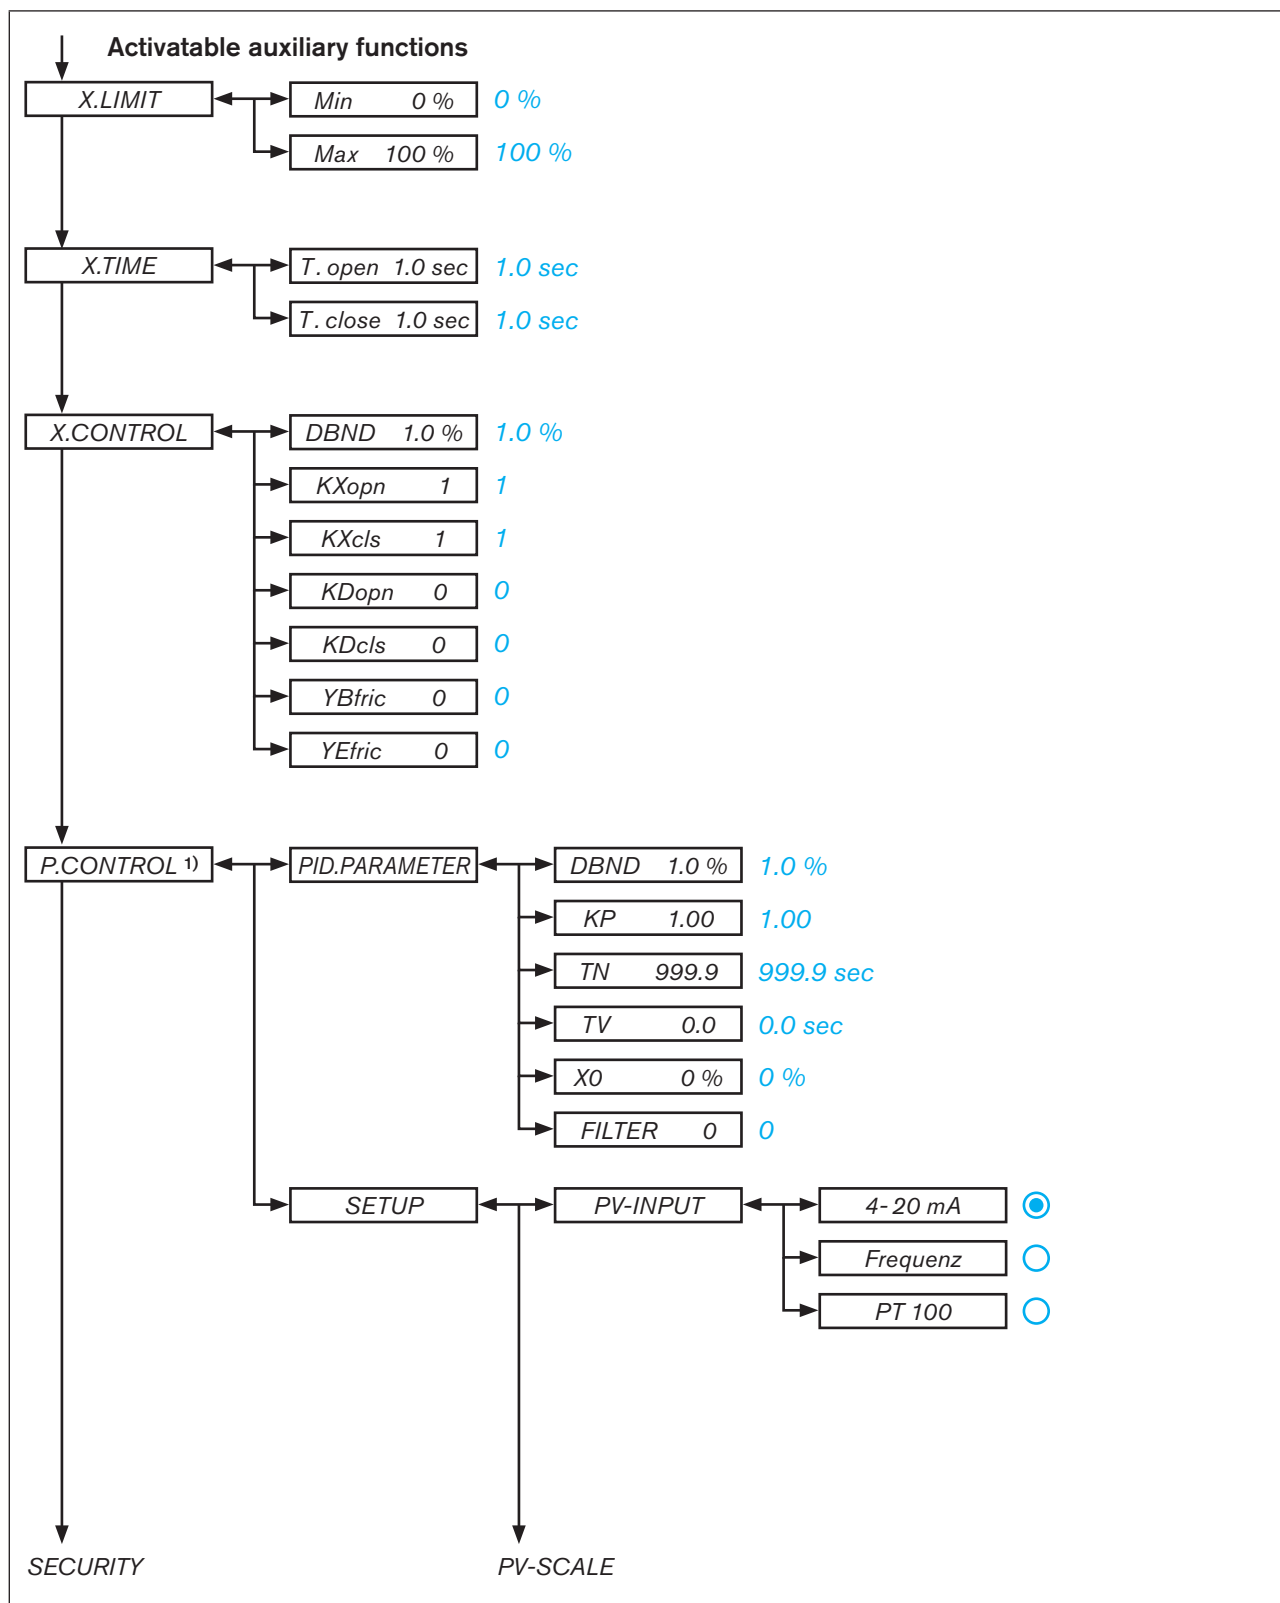 Activatable auxiliary functions
X.LIMIT
Min 0 % 0 %
Max 100 % 100 %
X.TIME
T. open 1.0 sec 1.0 sec
T. close 1.0 sec 1.0 sec
X.CONTROL
DBND 1.0 % 1.0 %
KXopn 1 1
KXcls 1 1
KDopn 0 0
KDcls 0 0
YBfric 0 0
YEfric 0 0
P.CONTROL 1)
PID.PARAMETER
DBND 1.0 % 1.0 %
KP 1.00 1.00
TN 999.9 999.9 sec
TV 0.0 0.0 sec
X0 0 % 0 %
FILTER 0 0
SETUP
PV-INPUT
4-20 mA
Frequenz
PT 100
SECURITY
PV-SCALE